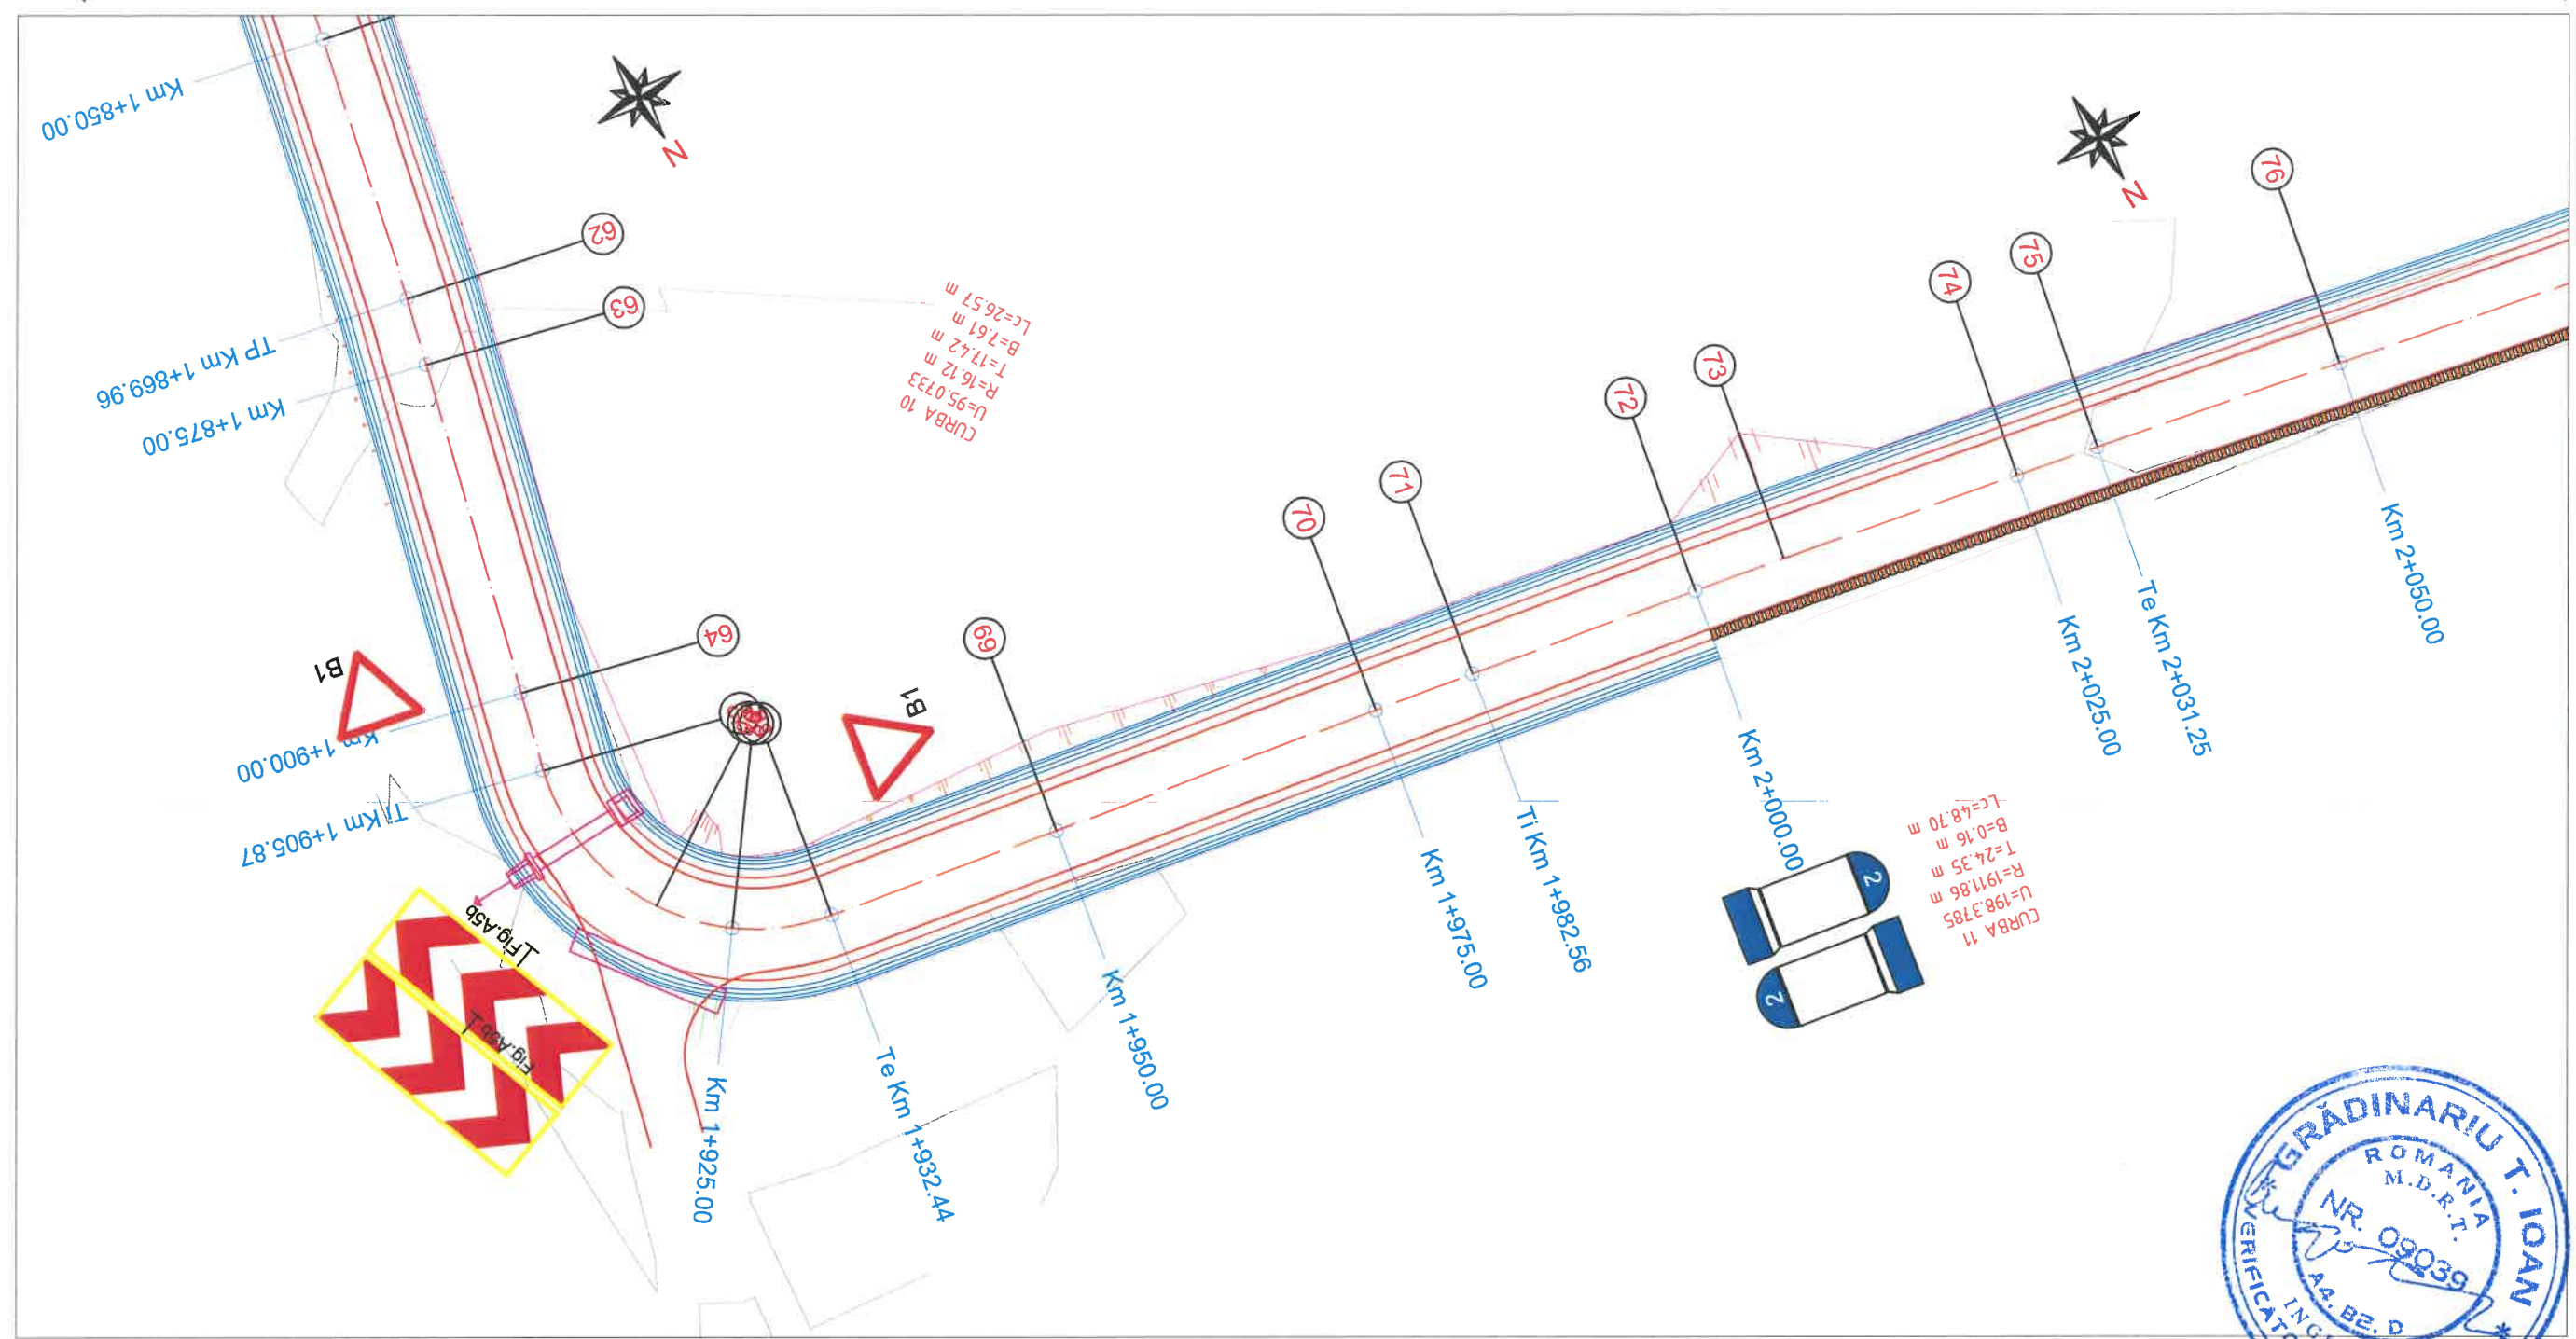 Km 1+850.00
N
N
62
63
TP Km 1+869.96
Km 1+875.00
CURBA 10
U=95.0733
R=16.12 m
T=17.42 m
B=7.61 m
Lc=26.57 m
76
75
74
73
72
71
70
69
64
B1
B1
Km 1+900.00
Ti Km 1+905.87
Fig.A5b
Fig.A5b
Km 1+925.00
Te Km 1+932.44
Km 1+950.00
Km 1+975.00
Ti Km 1+982.56
Km 2+000.00
Km 2+025.00
Te Km 2+031.25
Km 2+050.00
CURBA 11
U=198.3785
R=1911.86 m
T=24.35 m
B=0.16 m
Lc=48.70 m
2
2
GRĂDINARIU T. IOAN
ROMANIA
M.D.R.T.
NR. 09039
A4, B2, D